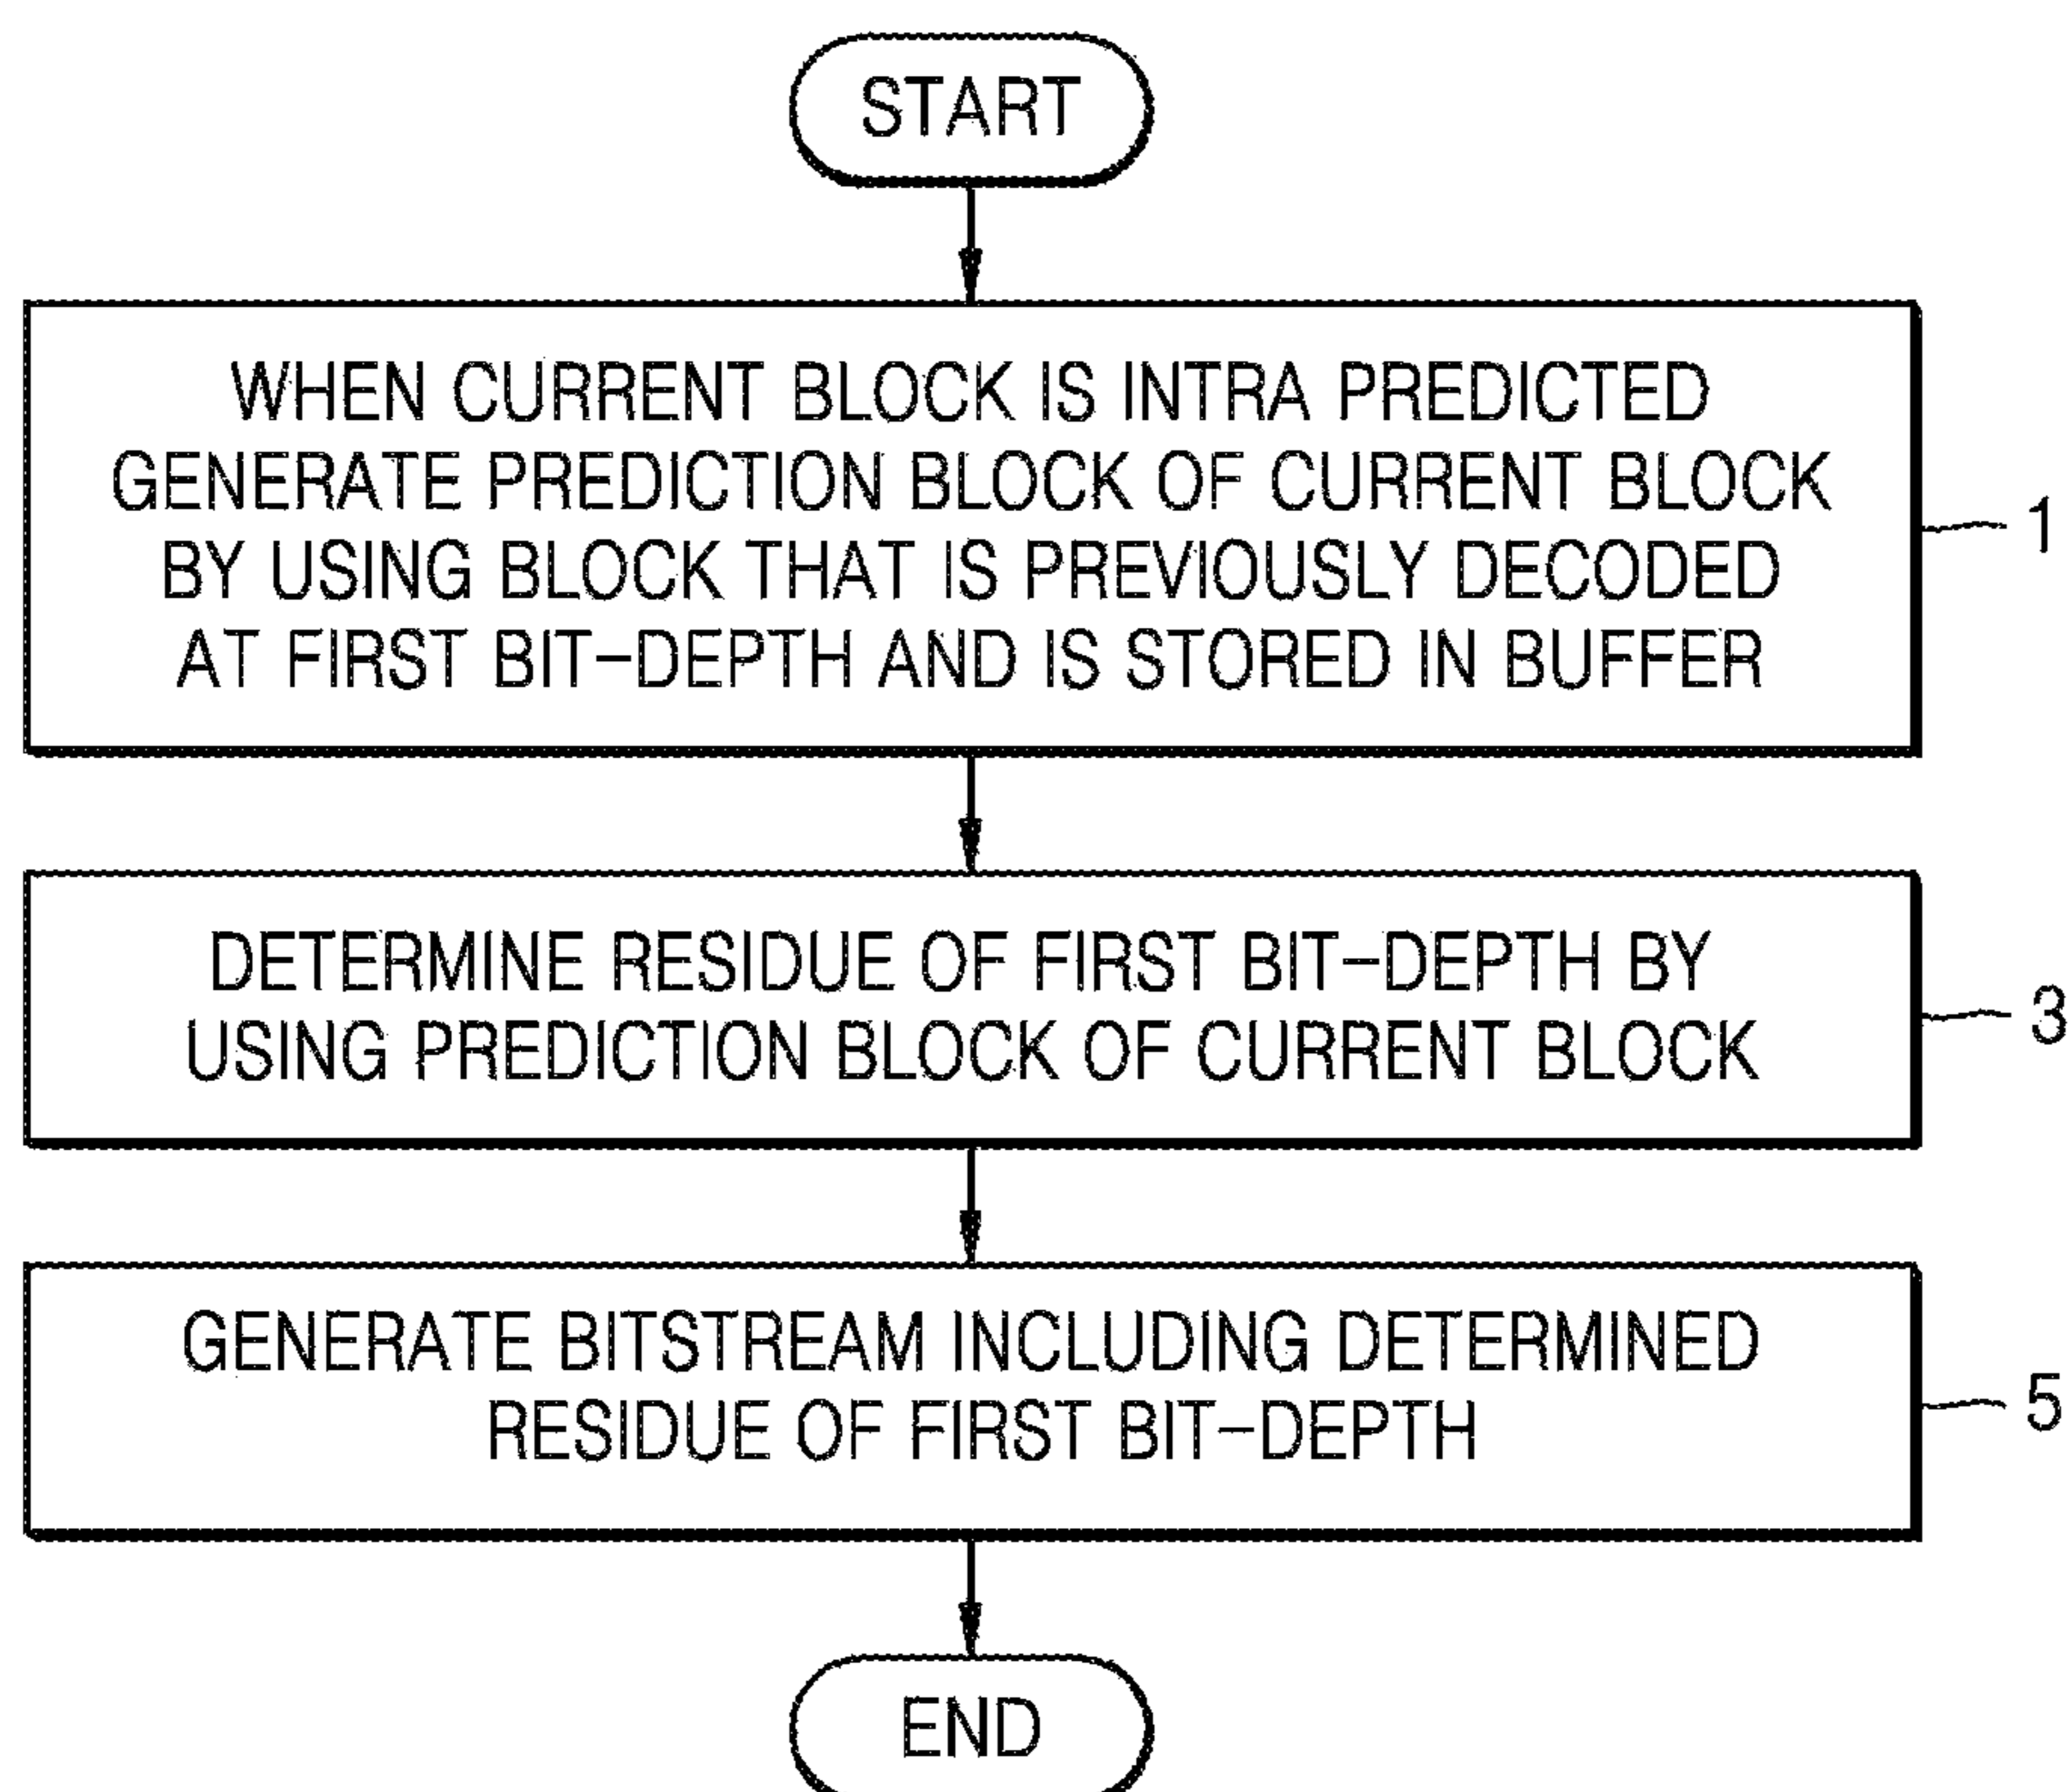 START
WHEN CURRENT BLOCK IS INTRA PREDICTED
GENERATE PREDICTION BLOCK OF CURRENT BLOCK
BY USING BLOCK THAT IS PREVIOUSLY DECODED
AT FIRST BIT-DEPTH AND IS STORED IN BUFFER
1
DETERMINE RESIDUE OF FIRST BIT-DEPTH BY
USING PREDICTION BLOCK OF CURRENT BLOCK
3
GENERATE BITSTREAM INCLUDING DETERMINED
RESIDUE OF FIRST BIT-DEPTH
5
END